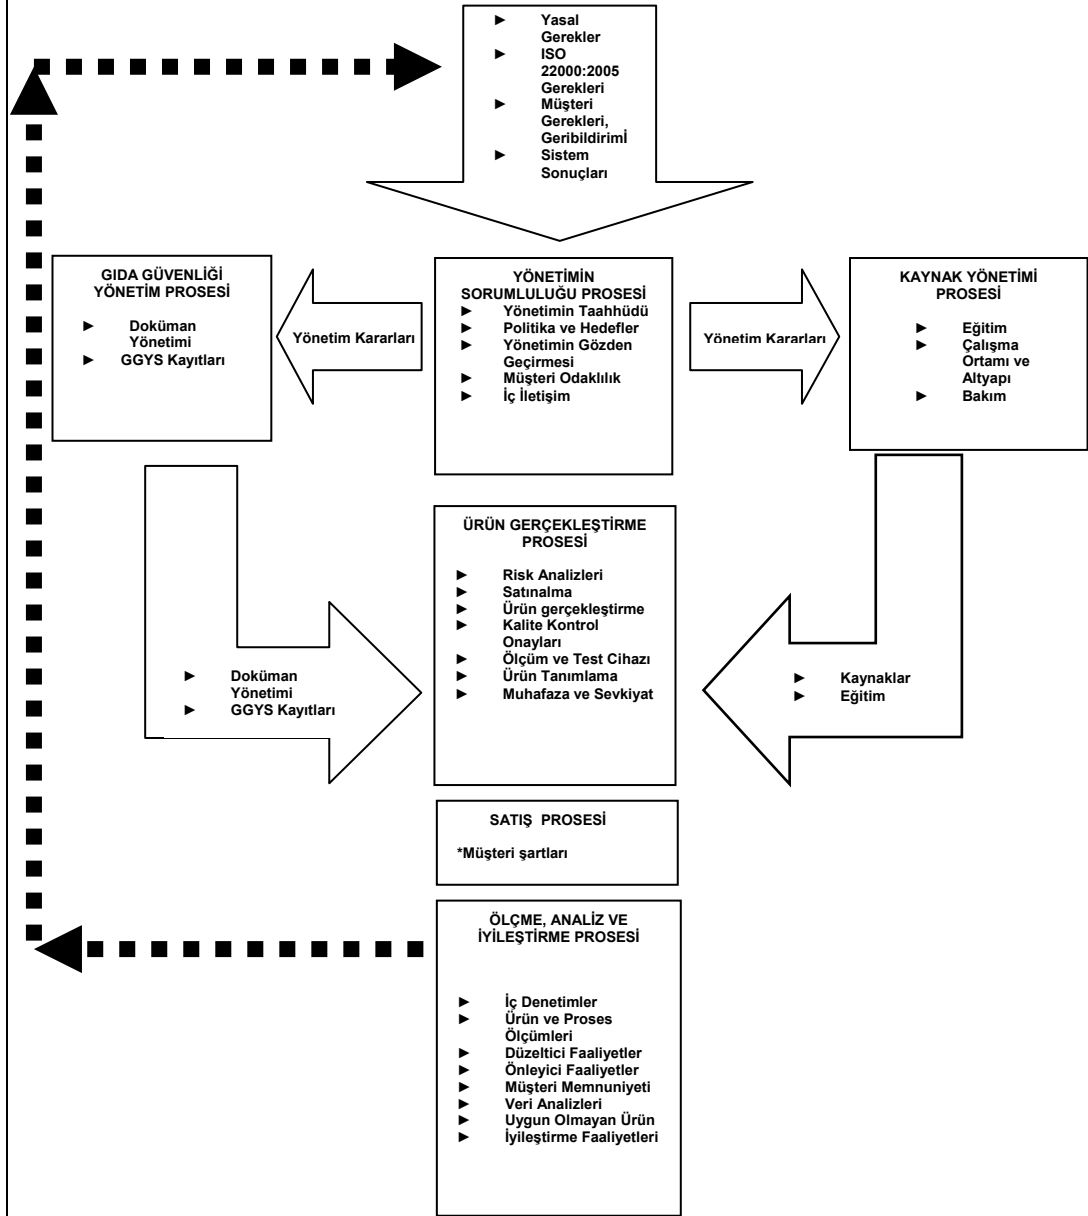 ► Yasal
Gerekler
► ISO
22000:2005
Gerekleri
► Müşteri
Gerekleri,
Geribildirimİ
► Sistem
Sonuçları
GIDA GÜVENLİĞİ
YÖNETİM PROSESİ
► Doküman
Yönetimi
► GGYS Kayıtları
Yönetim Kararları
YÖNETİMİN
SORUMLULUĞU PROSESİ
► Yönetimin Taahhüdü
► Politika ve Hedefler
► Yönetimin Gözden
Geçirmesi
► Müşteri Odaklılık
► İç İletişim
Yönetim Kararları
KAYNAK YÖNETİMİ
PROSESİ
► Eğitim
► Çalışma
Ortamı ve
Altyapı
► Bakım
► Doküman
Yönetimi
► GGYS Kayıtları
ÜRÜN GERÇEKLEŞTİRME
PROSESİ
► Risk Analizleri
► Satınalma
► Ürün gerçekleştirme
► Kalite Kontrol
Onayları
► Ölçüm ve Test Cihazı
► Ürün Tanımlama
► Muhafaza ve Sevkiyat
► Kaynaklar
► Eğitim
SATIŞ PROSESİ
*Müşteri şartları
ÖLÇME, ANALİZ VE
İYİLEŞTİRME PROSESİ
► İç Denetimler
► Ürün ve Proses
Ölçümleri
► Düzeltici Faaliyetler
► Önleyici Faaliyetler
► Müşteri Memnuniyeti
► Veri Analizleri
► Uygun Olmayan Ürün
► İyileştirme Faaliyetleri